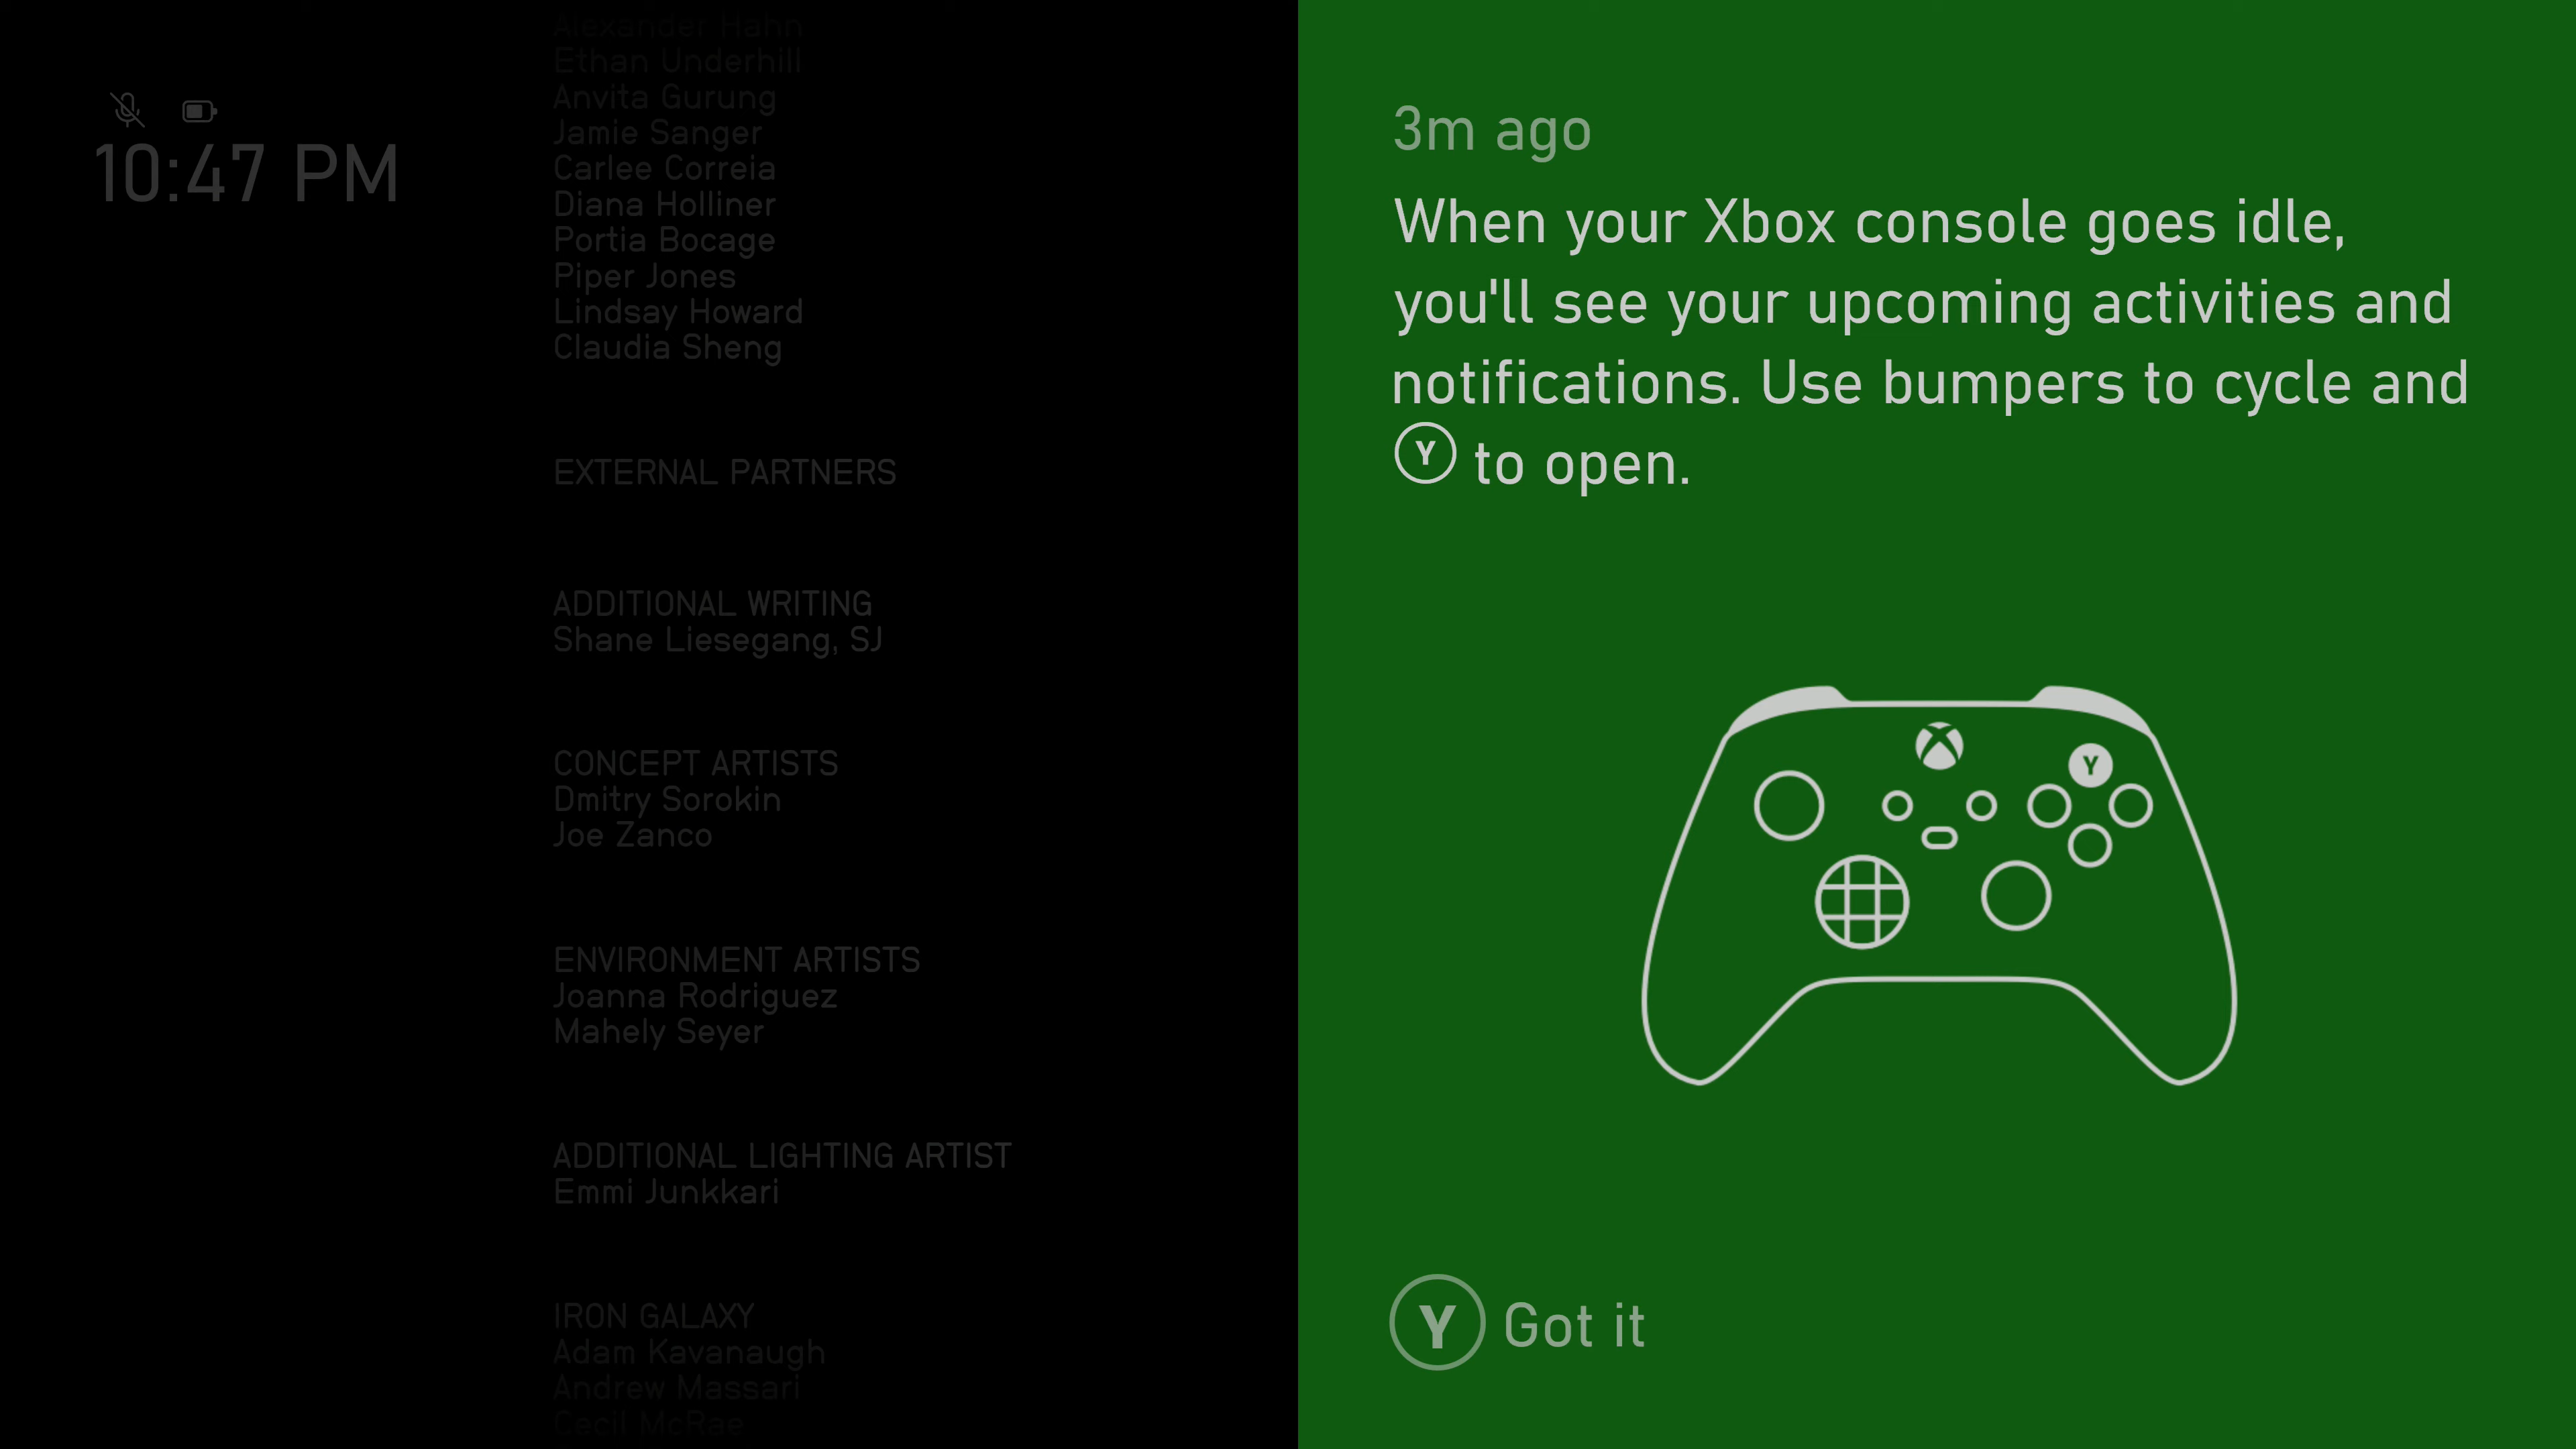 10:47 PM
Alexander Hahn
Ethan Underhill
Anvita Gurung
Jamie Sanger
Carlee Correia
Diana Holliner
Portia Bocage
Piper Jones
Lindsay Howard
Claudia Sheng
EXTERNAL PARTNERS
ADDITIONAL WRITING
Shane Liesegang, SJ
CONCEPT ARTISTS
Dmitry Sorokin
Joe Zanco
ENVIRONMENT ARTISTS
Joanna Rodriguez
Mahely Seyer
ADDITIONAL LIGHTING ARTIST
Emmi Junkkari
IRON GALAXY
Adam Kavanaugh
Andrew Massari
Cecil McRae
3m ago
When your Xbox console goes idle,
you'll see your upcoming activities and
notifications. Use bumpers to cycle and
Y to open.
Y
Y Got it